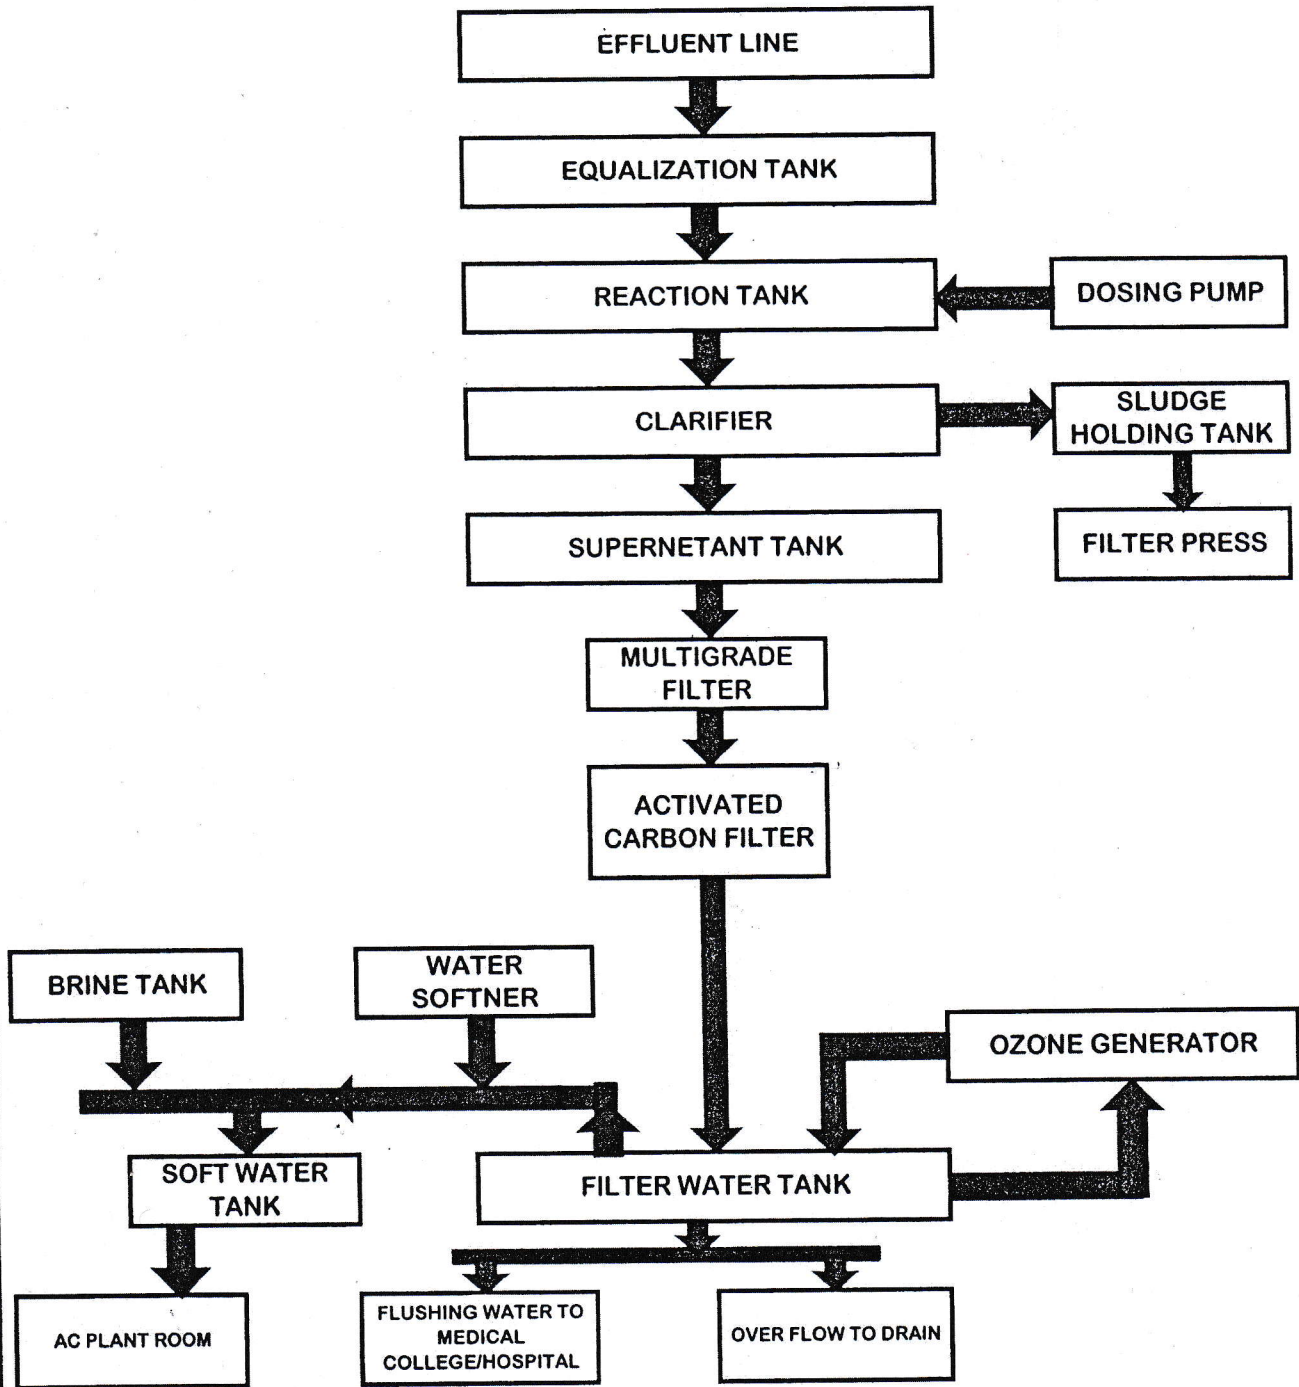 EFFLUENT LINE
EQUALIZATION TANK
REACTION TANK
DOSING PUMP
CLARIFIER
SLUDGE
HOLDING TANK
SUPERNETANT TANK
FILTER PRESS
MULTIGRADE
FILTER
ACTIVATED
CARBON FILTER
BRINE TANK
WATER
SOFTNER
OZONE GENERATOR
SOFT WATER
TANK
FILTER WATER TANK
AC PLANT ROOM
FLUSHING WATER TO
MEDICAL
COLLEGE/HOSPITAL
OVER FLOW TO DRAIN